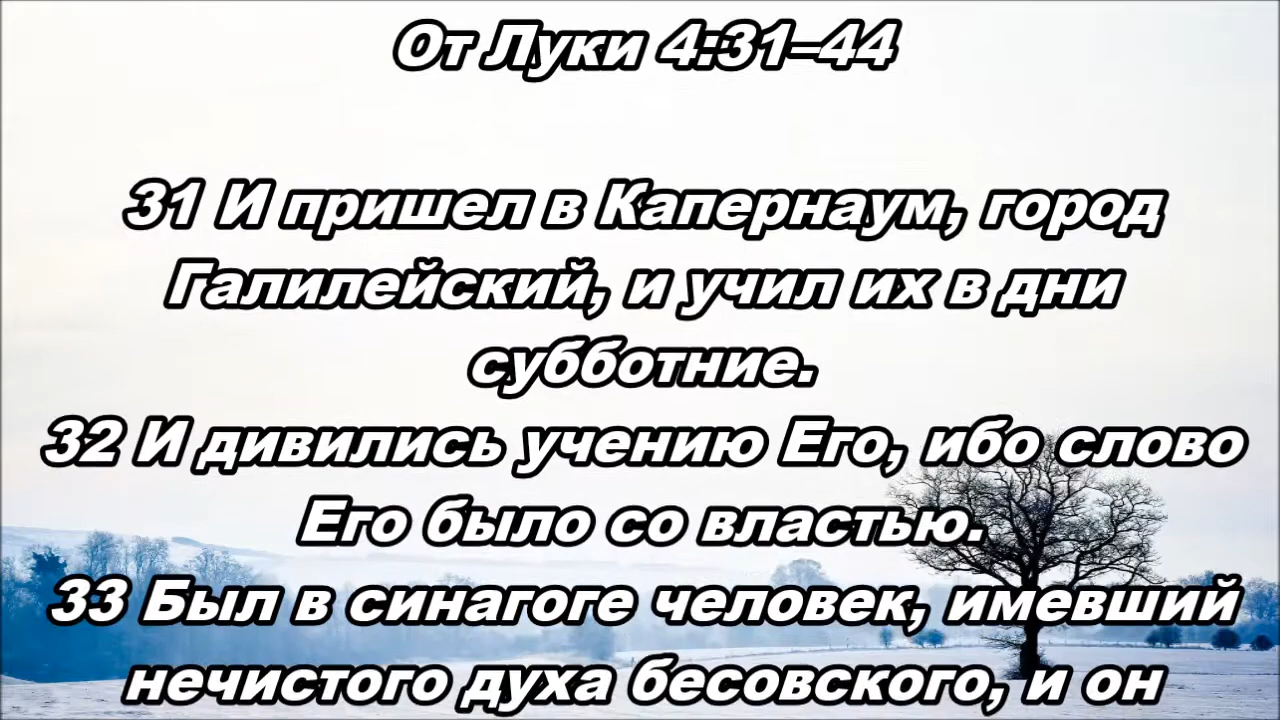 От Луки 4:31–44
31 И пришел в Капернаум, город
Галилейский, и учил их в дни
субботние.
32 И дивились учению Его, ибо слово
Его было со властью.
33 Был в синагоге человек, имевший
нечистого духа бесовского, и он